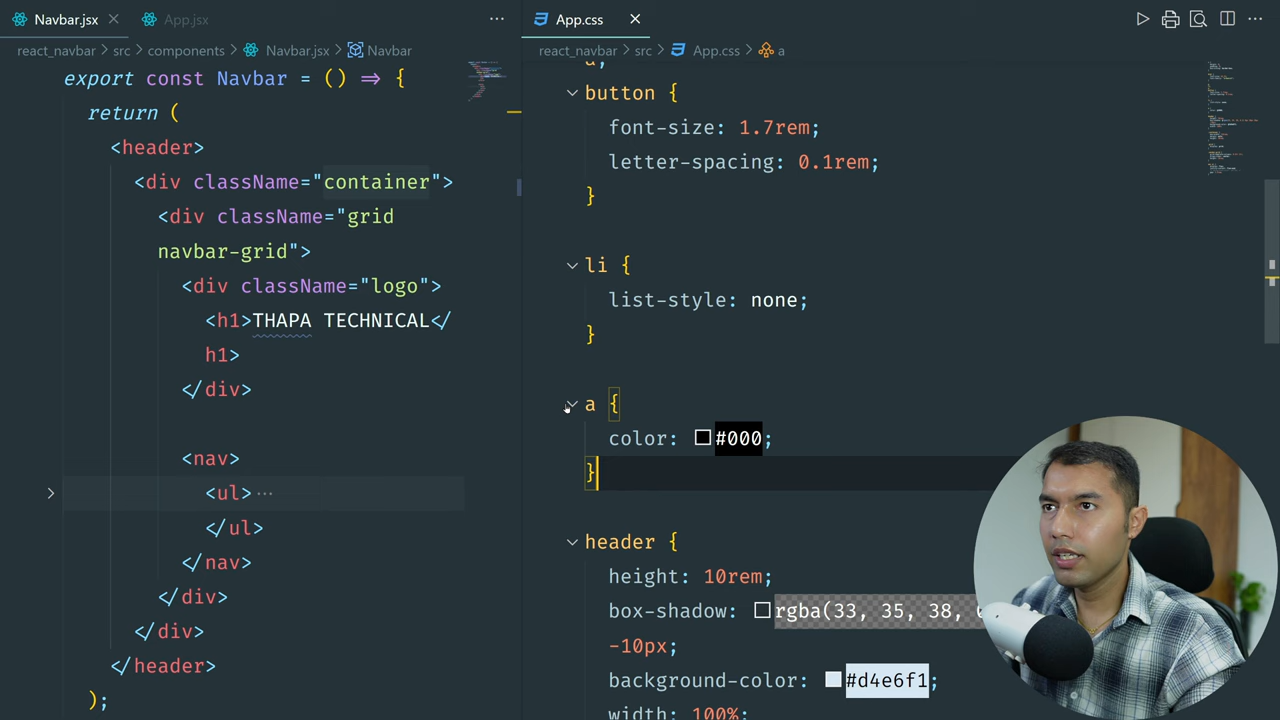 Navbar.jsx
App.jsx
react_navbar > src > components > Navbar.jsx > Navbar
export const Navbar = () => {
return (
<header>
<div className="container">
<div className="grid
navbar-grid">
<div className="logo">
<h1>THAPA TECHNICAL</
h1>
</div>
<nav>
<ul>...
</ul>
</nav>
</div>
</div>
</header>
);
App.css
react_navbar > src > App.css > a
a,
button {
font-size: 1.7rem;
letter-spacing: 0.1rem;
}
li {
list-style: none;
}
a {
color: #000;
}
header {
height: 10rem;
box-shadow: rgba(33, 35, 38,
-10px;
background-color: #d4e6f1;
width: 100%;